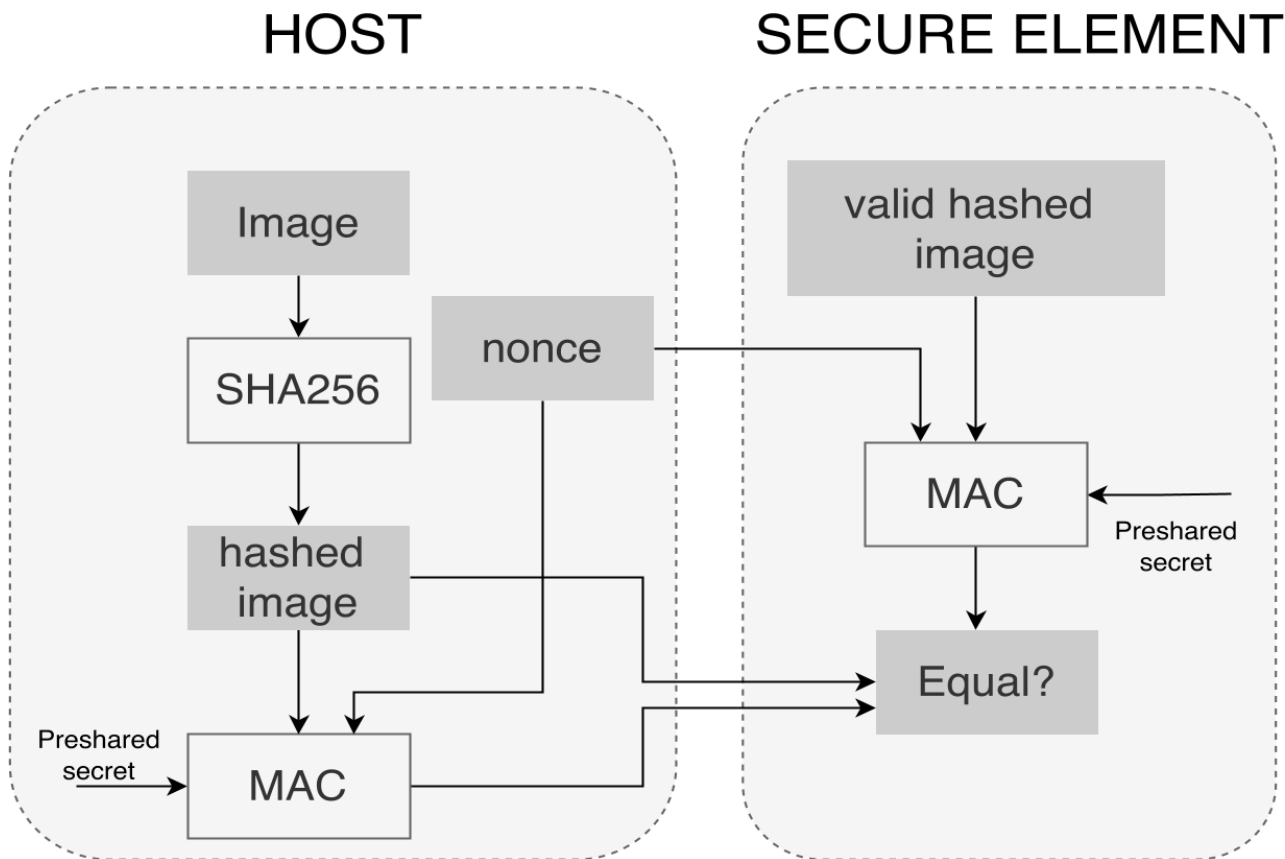 HOST
SECURE ELEMENT
Image
SHA256
nonce
hashed
image
Preshared
secret
MAC
valid hashed
image
MAC
Preshared
secret
Equal?